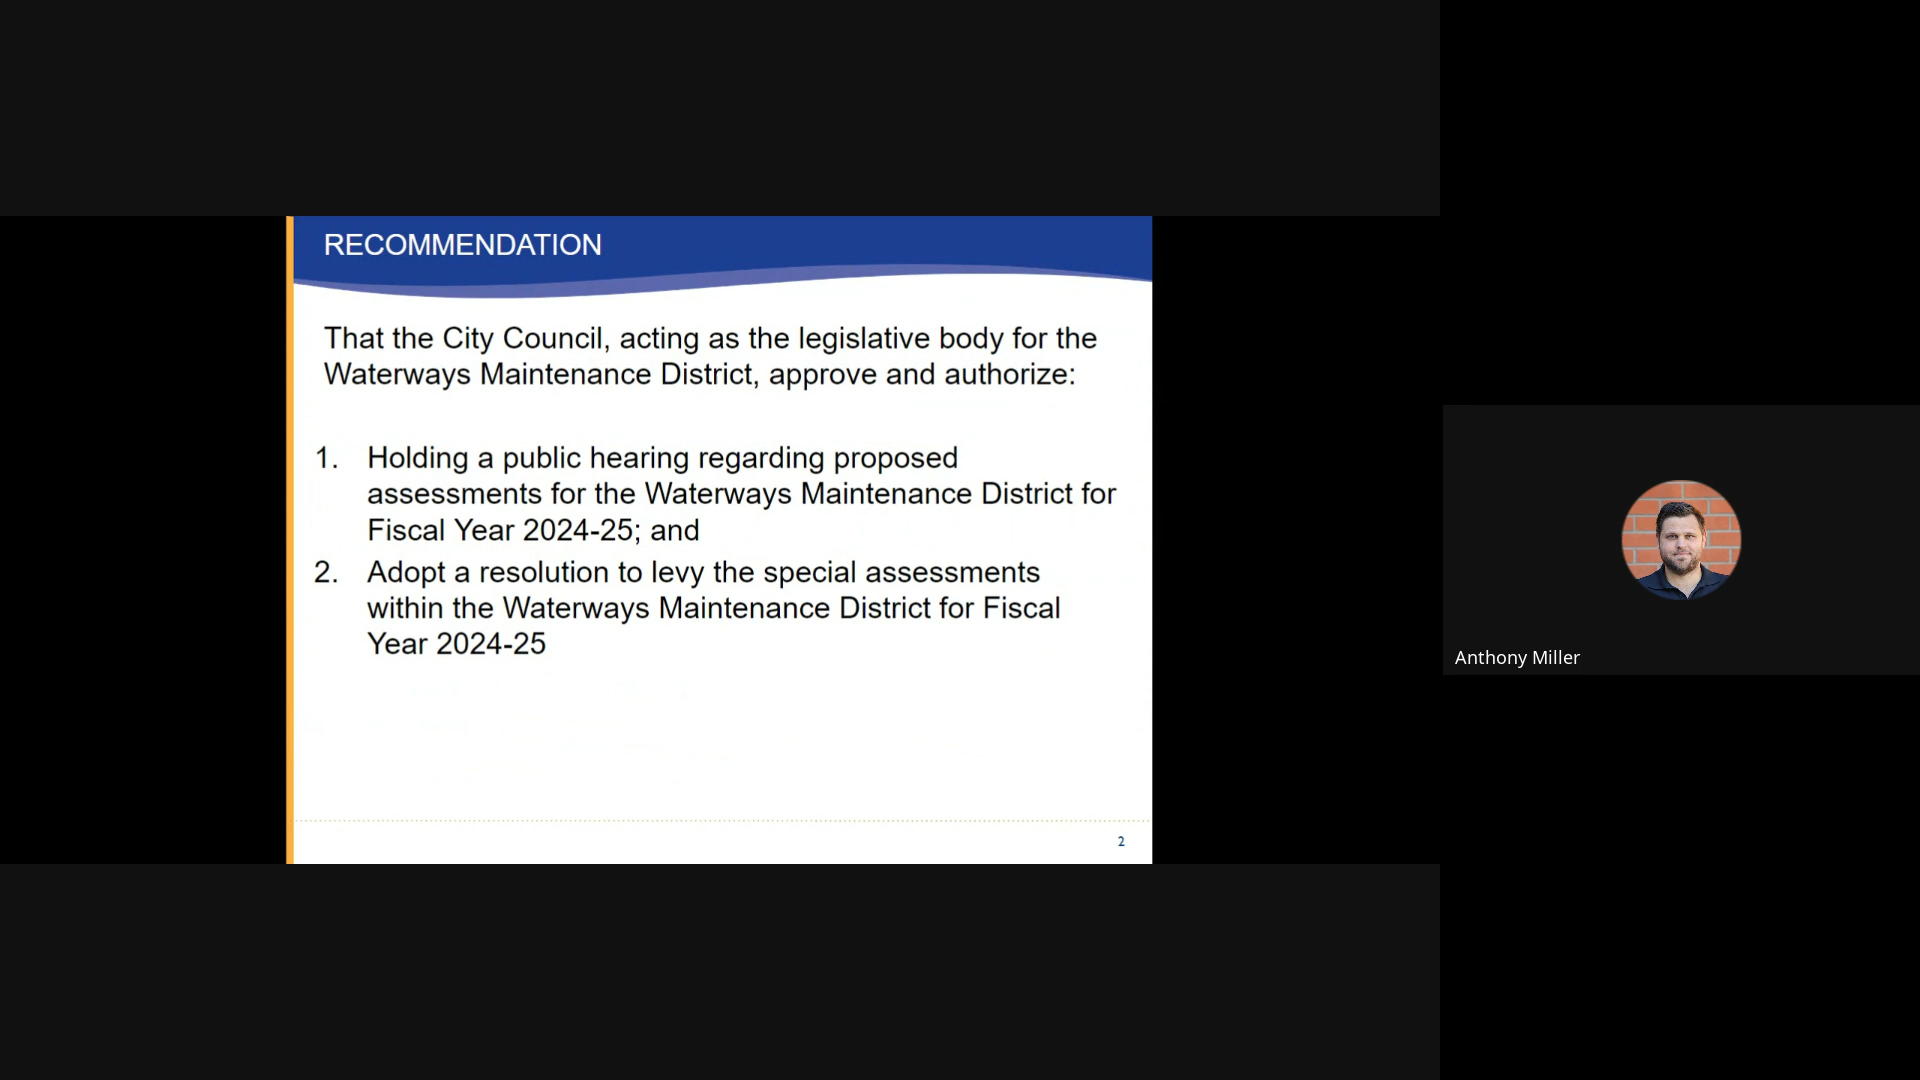 RECOMMENDATION
That the City Council, acting as the legislative body for the
Waterways Maintenance District, approve and authorize:
1. Holding a public hearing regarding proposed
assessments for the Waterways Maintenance District for
Fiscal Year 2024-25; and
2. Adopt a resolution to levy the special assessments
within the Waterways Maintenance District for Fiscal
Year 2024-25
2
Anthony Miller